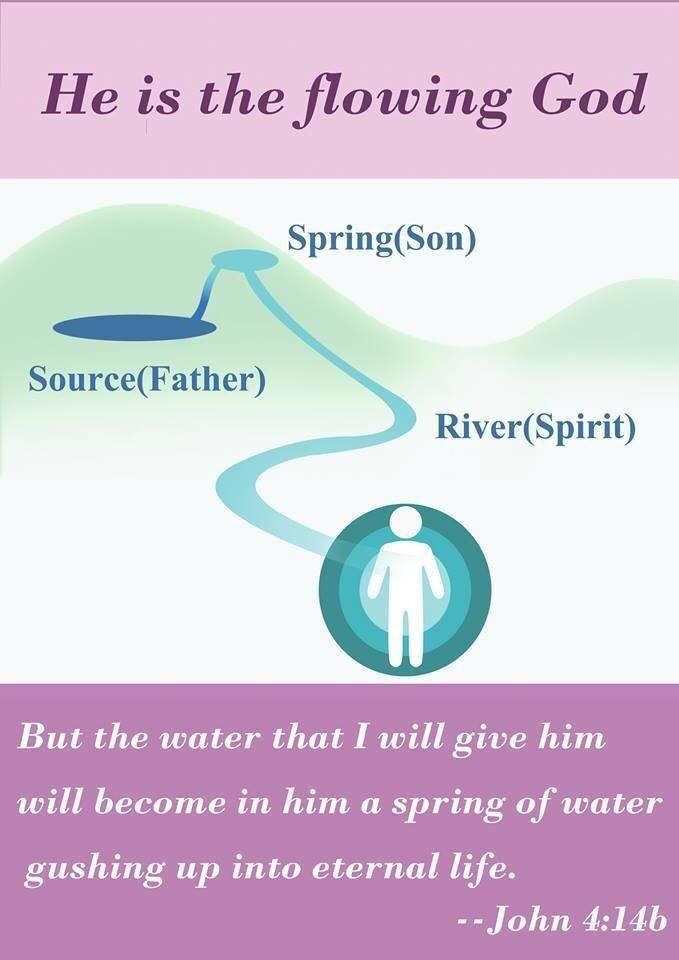 He is the flowing God
Spring(Son)
Source(Father)
River(Spirit)
But the water that I will give him
will become in him a spring of water
gushing up into eternal life.
--John 4:14b